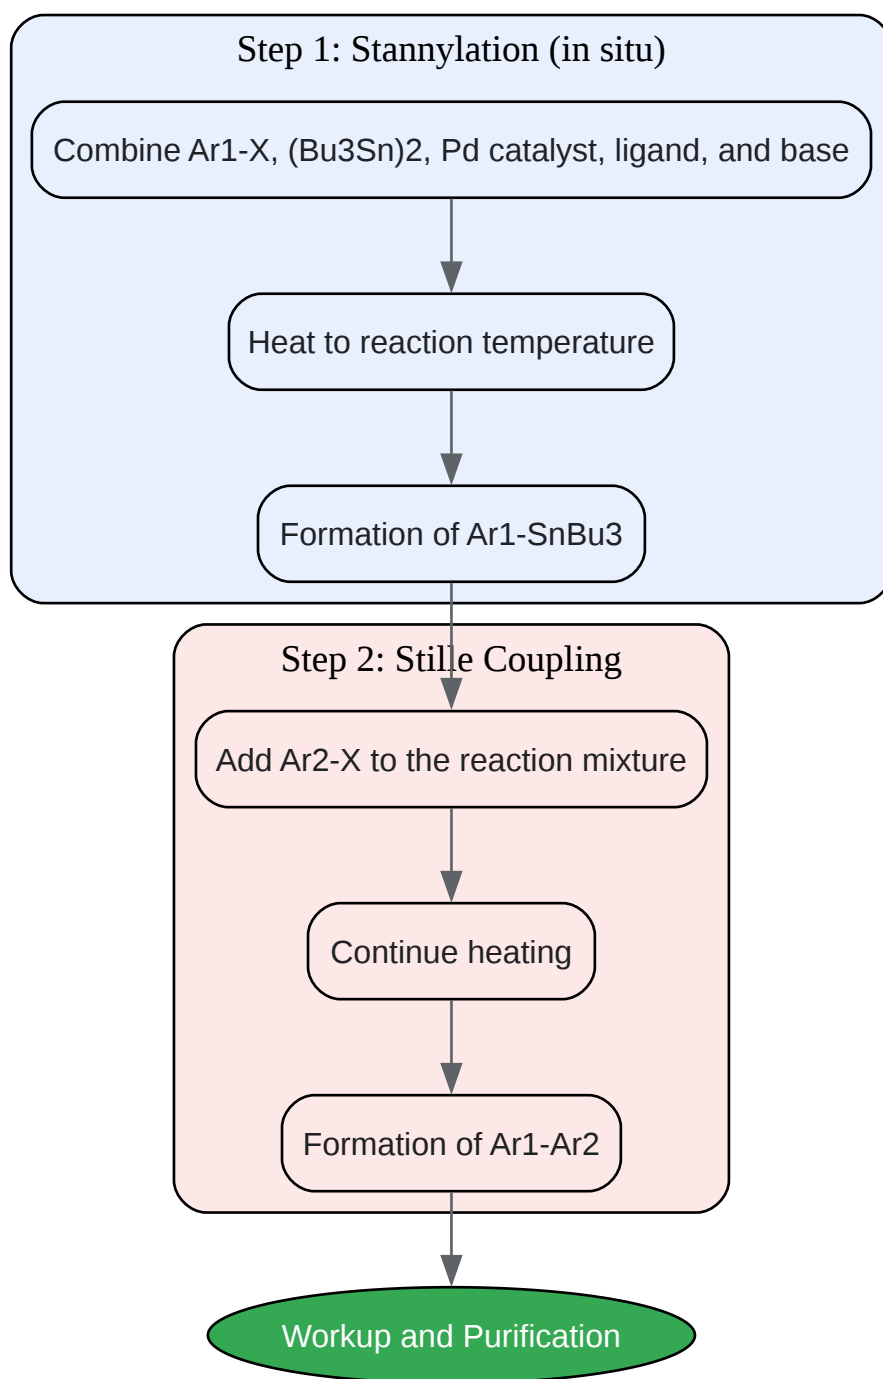 Step 1: Stannylation (in situ)
Combine Ar1-X, (Bu3Sn)2, Pd catalyst, ligand, and base
Heat to reaction temperature
Formation of Ar1-SnBu3
Step 2: Stille Coupling
Add Ar2-X to the reaction mixture
Continue heating
Formation of Ar1-Ar2
Workup and Purification